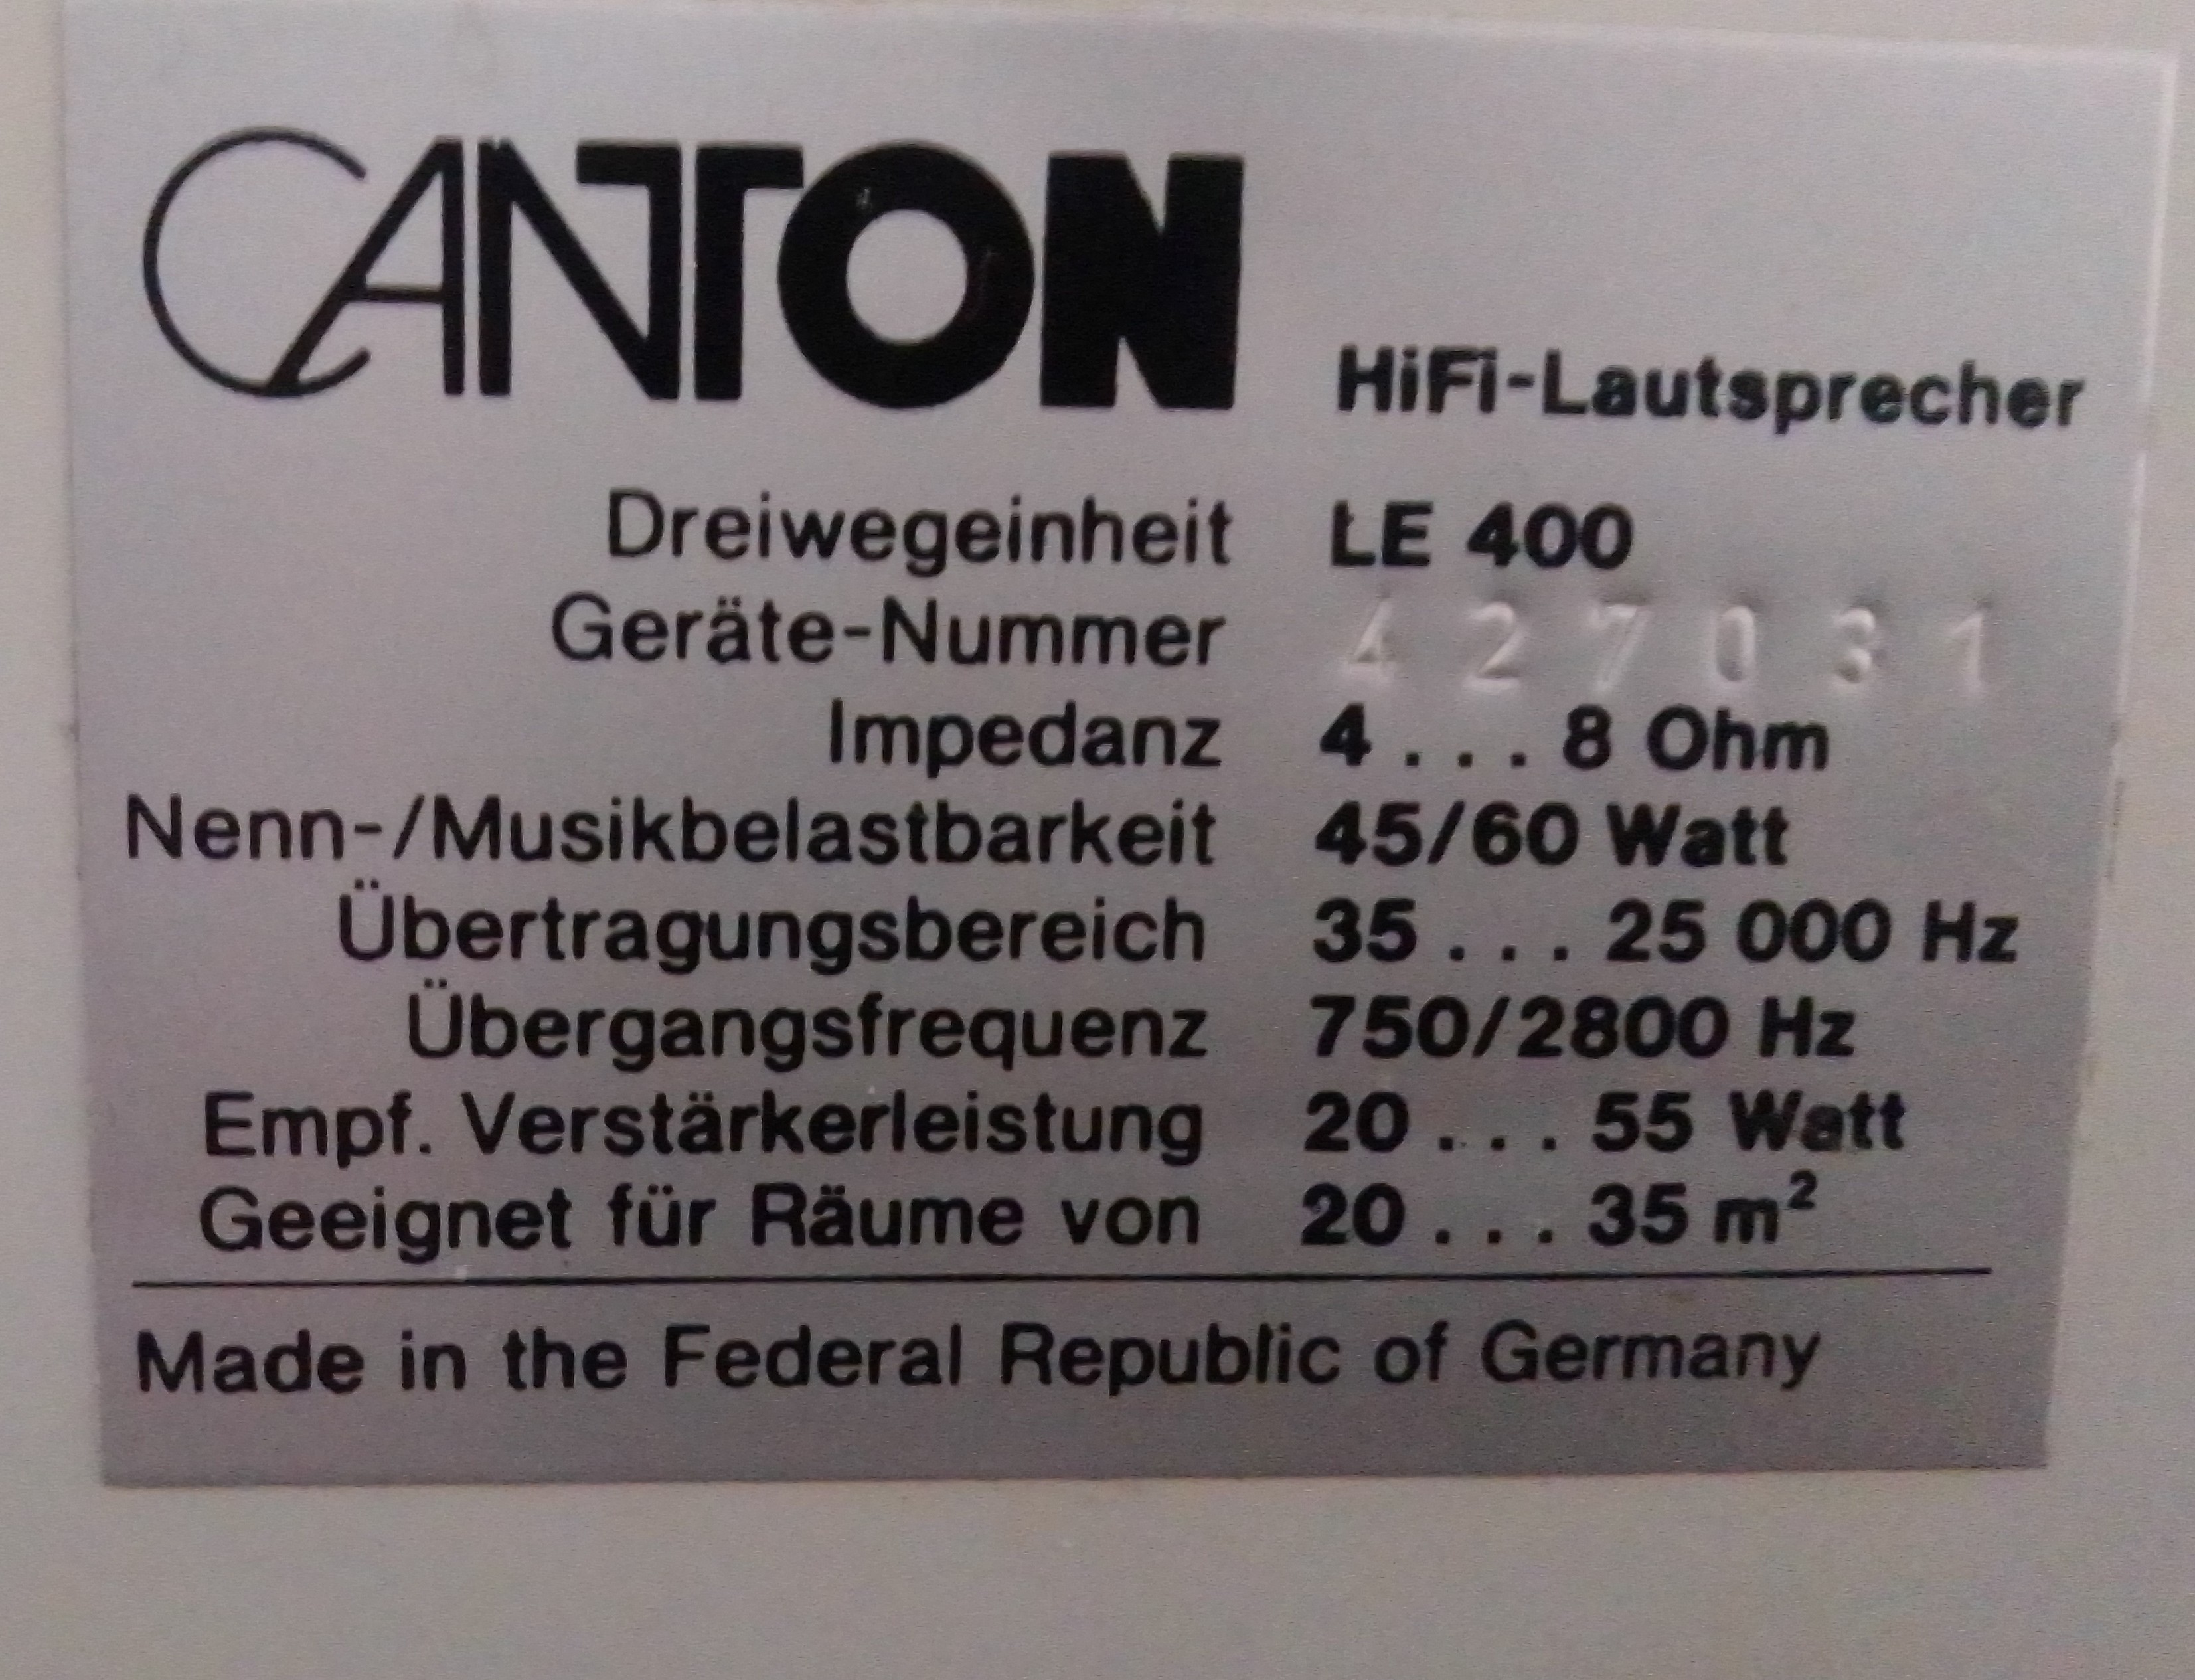 CANTON HiFi-Lautsprecher
Dreiwegeinheit LE 400
Geräte-Nummer 427031
Impedanz 4 . . . 8 Ohm
Nenn-/Musikbelastbarkeit 45/60 Watt
Übertragungsbereich 35 . . . 25 000 Hz
Übergangsfrequenz 750/2800 Hz
Empf. Verstärkerleistung 20 . . . 55 Watt
Geeignet für Räume von 20 . . . 35 m²
Made in the Federal Republic of Germany